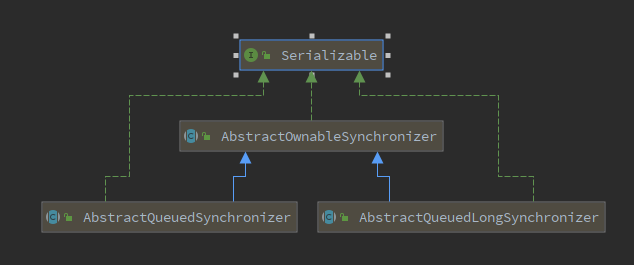 Serializable
AbstractOwnableSynchronizer
AbstractQueuedSynchronizer
AbstractQueuedLongSynchronizer